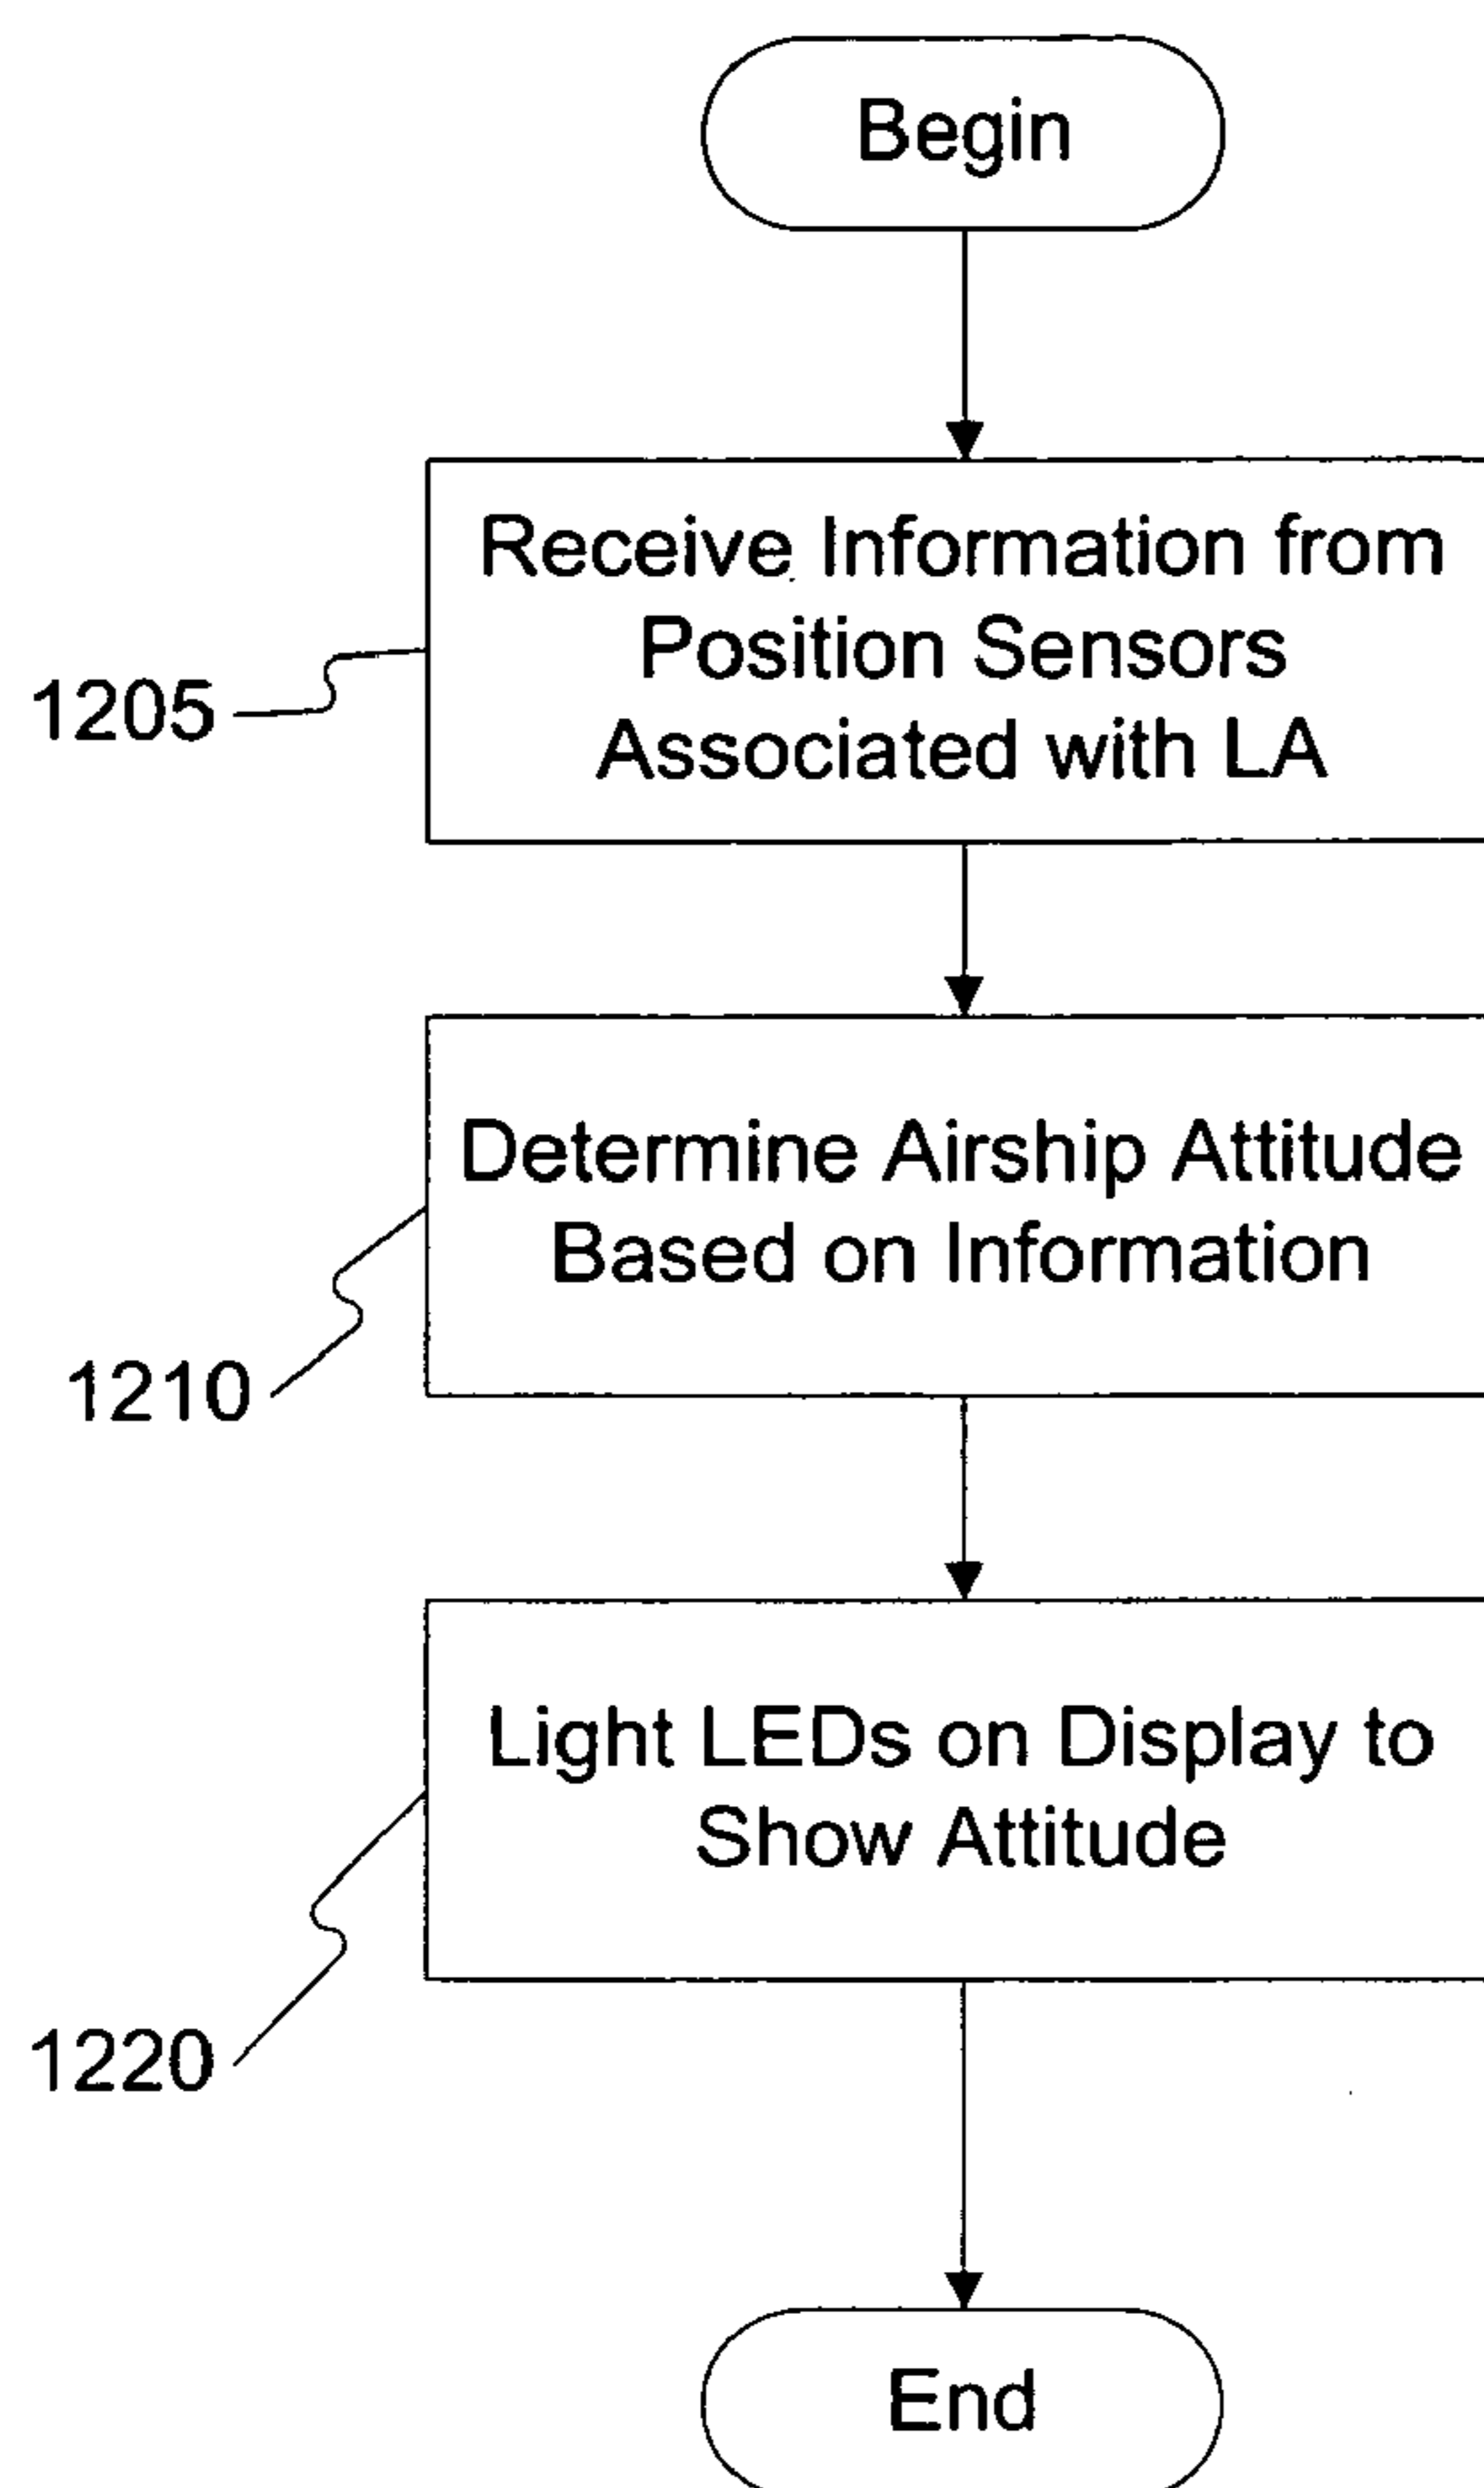 Begin
Receive Information from
Position Sensors
Associated with LA
1205
Determine Airship Attitude
Based on Information
1210
Light LEDs on Display to
Show Attitude
1220
End